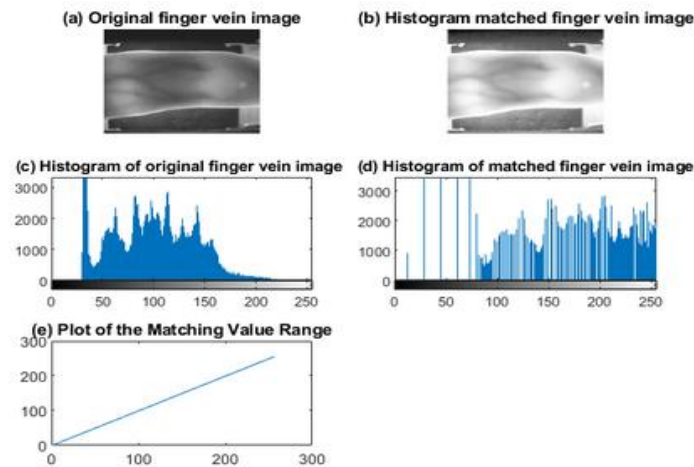 (a) Original finger vein image
(b) Histogram matched finger vein image
(c) Histogram of original finger vein image
3000
2000
1000
0
0 50 100 150 200 250
(d) Histogram of matched finger vein image
3000
2000
1000
0
0 50 100 150 200 250
(e) Plot of the Matching Value Range
300
200
100
0
0 100 200 300